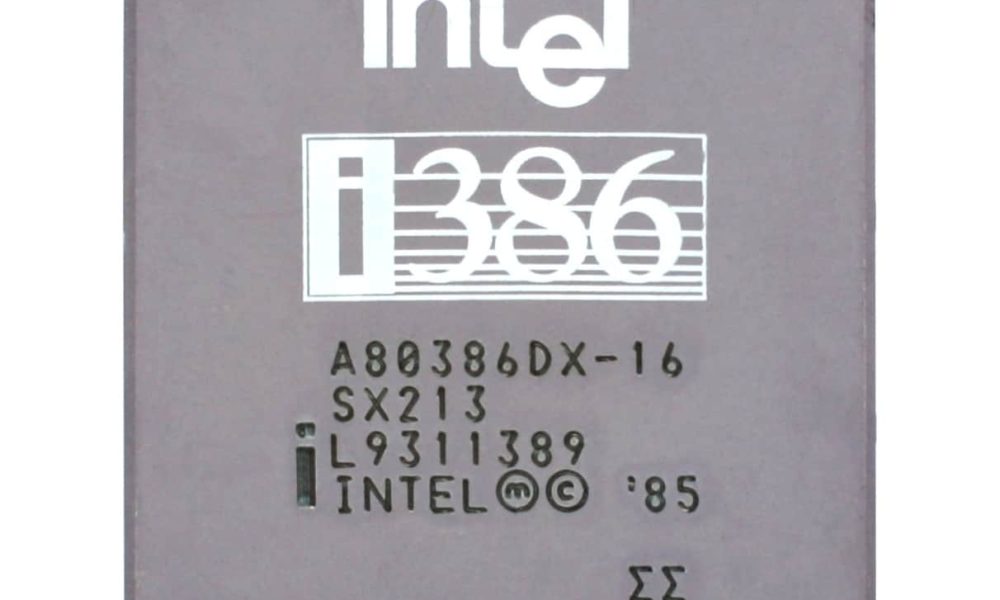 intel
i386
A80386DX-16
SX213
L9311389
INTEL Ⓜ © '85
ΣΣ